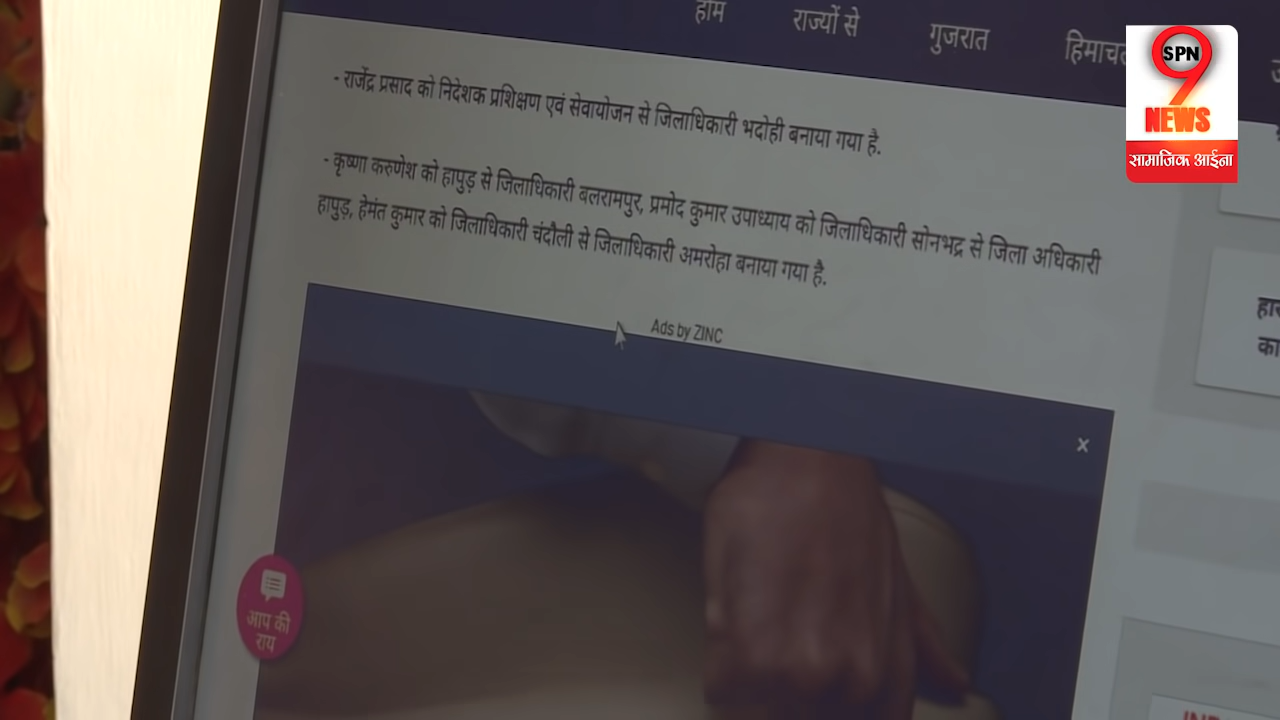 होम राज्यों से गुजरात
SPN
9
NEWS
सामाजिक आईना
- राजेंद्र प्रसाद को निदेशक प्रशिक्षण एवं सेवायोजन से जिलाधिकारी भदोही बनाया गया है.
- कृष्णा करुणेश को हापुड़ से जिलाधिकारी बलरामपुर, प्रमोद कुमार उपाध्याय को जिलाधिकारी सोनभद्र से जिला अधिकारी
हापुड़, हेमंत कुमार को जिलाधिकारी चंदौली से जिलाधिकारी अमरोहा बनाया गया है.
Ads by ZINC
आप की
राय